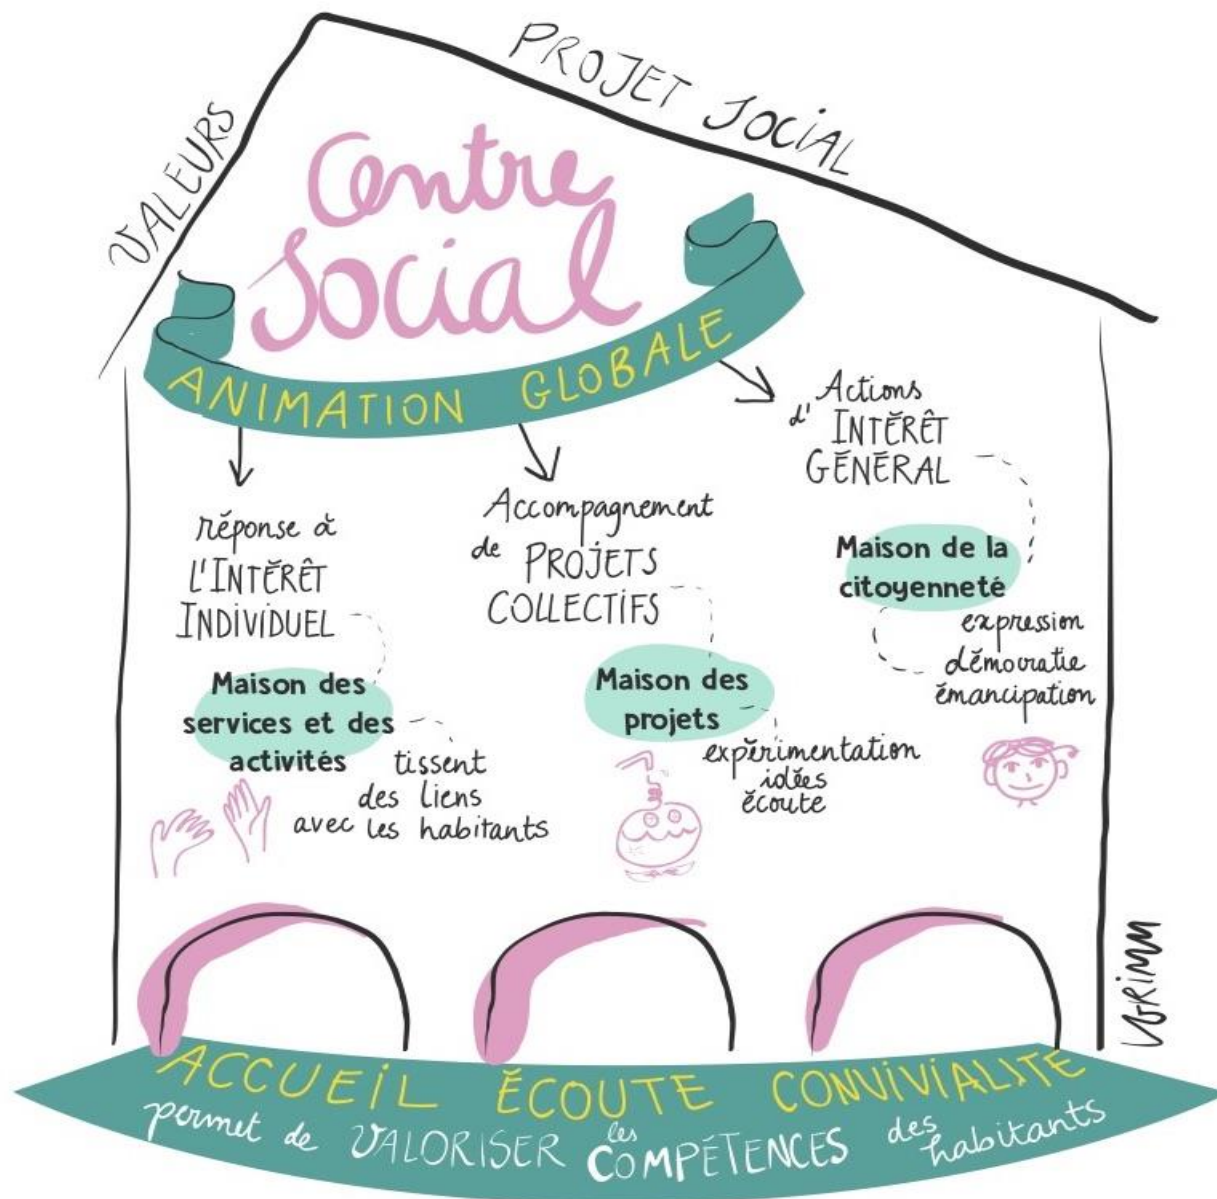 VALEURS
PROJET SOCIAL
Centre
Social
ANIMATION GLOBALE
réponse à
L'INTÉRÊT
INDIVIDUEL
Maison des
services et des
activités
tissent
des liens
avec les habitants
Accompagnement
de PROJETS
COLLECTIFS
Maison des
projets
expérimentation
idées
écoute
Actions
d'INTÉRÊT
GÉNÉRAL
Maison de la
citoyenneté
expression
démocratie
émancipation
ACCUEIL ÉCOUTE CONVIVIALITE
permet de VALORISER les COMPÉTENCES des habitants